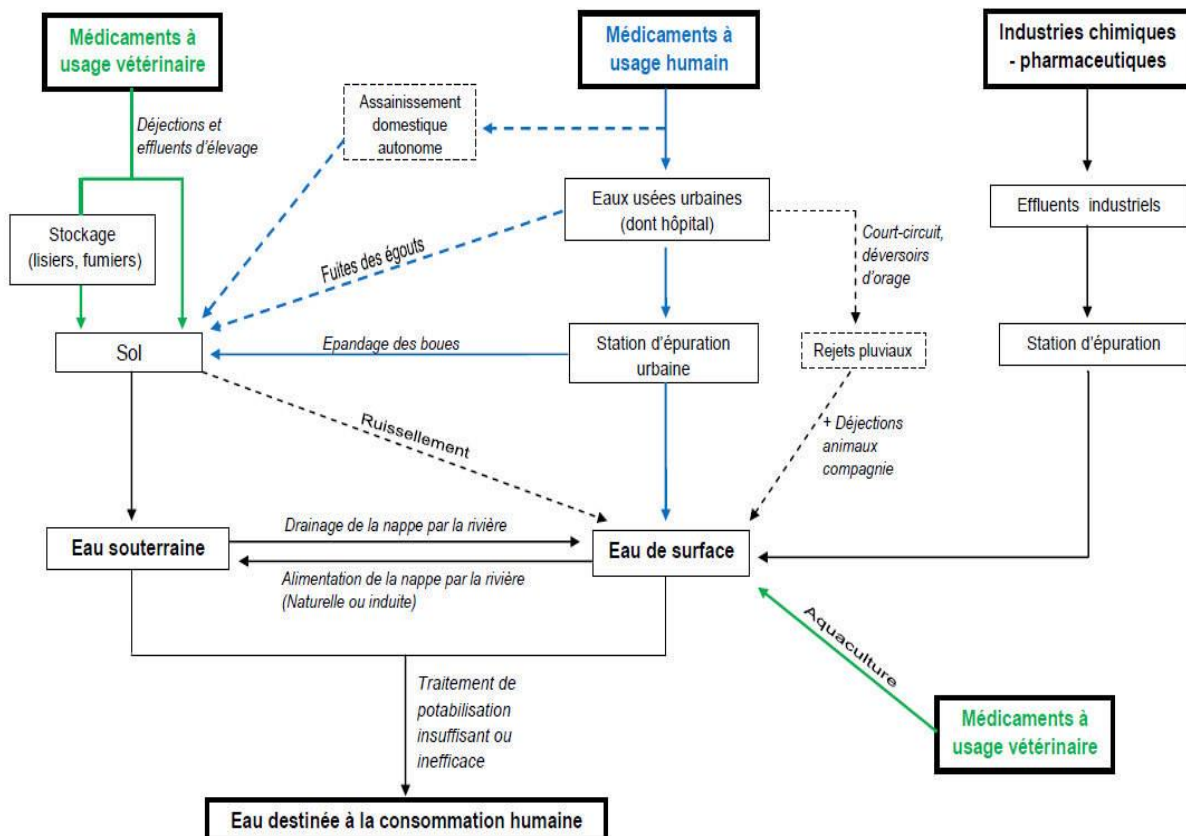 Médicaments à
usage vétérinaire
Médicaments à
usage humain
Industries chimiques
- pharmaceutiques
Déjections et
effluents d'élevage
Assainissement
domestique
autonome
Stockage
(lisiers, fumiers)
Eaux usées urbaines
(dont hôpital)
Effluents industriels
Fuites des égouts
Court-circuit,
déversoirs
d'orage
Sol
Epandage des boues
Station d'épuration
urbaine
Rejets pluviaux
Station d'épuration
Ruissellement
+ Déjections
animaux
compagnie
Eau souterraine
Drainage de la nappe par la rivière
Eau de surface
Alimentation de la nappe par la rivière
(Naturelle ou induite)
Aquaculture
Traitement de
potabilisation
insuffisant ou
inefficace
Médicaments à
usage vétérinaire
Eau destinée à la consommation humaine